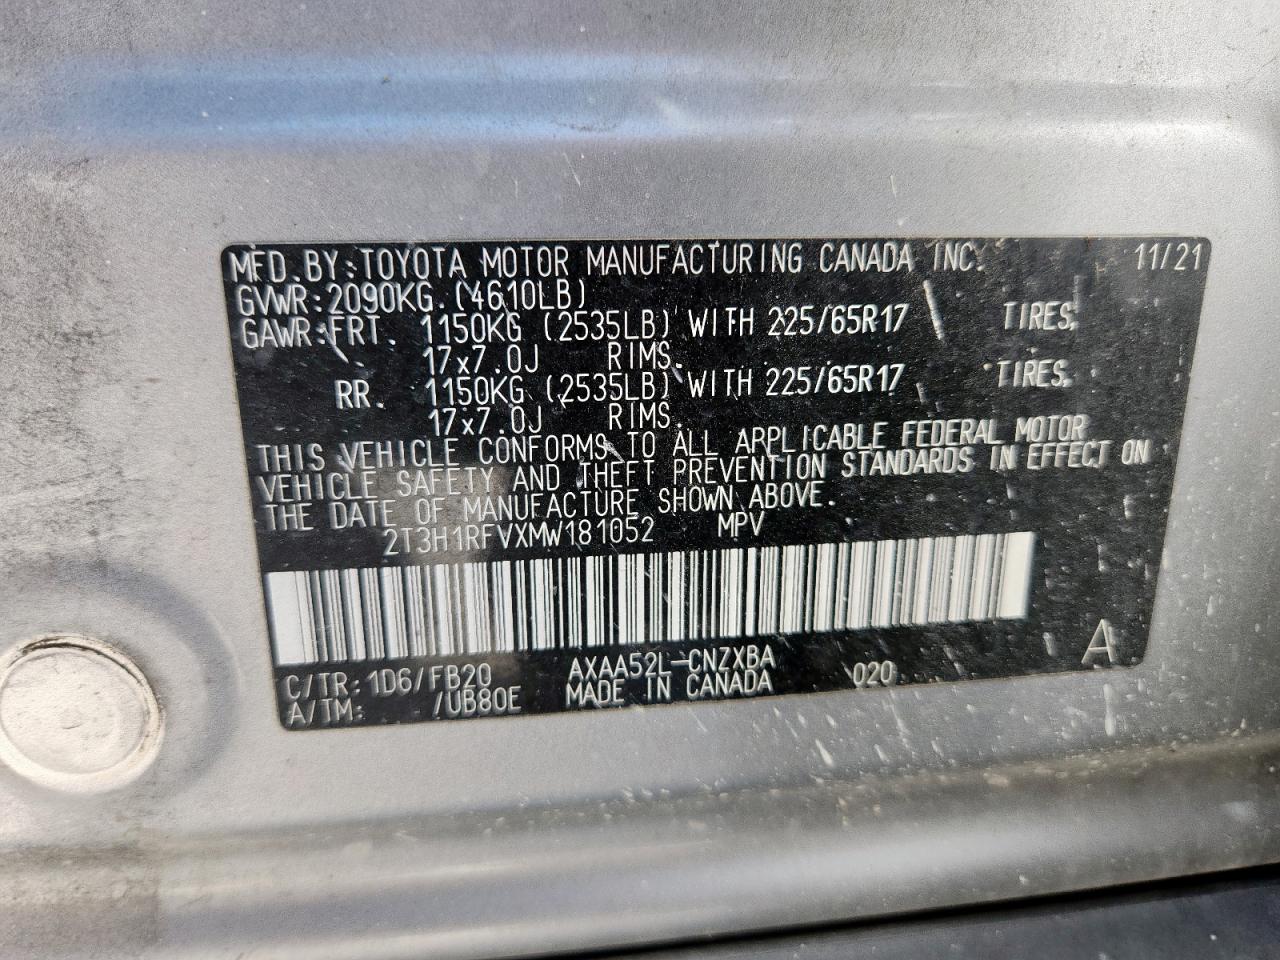 MFD.BY:TOYOTA MOTOR MANUFACTURING CANADA INC. 11/21
GVWR:2090KG.(4610LB)
GAWR:FRT. 1150KG (2535LB) WITH 225/65R17 TIRES,
17x7.0J RIMS.
RR. 1150KG (2535LB) WITH 225/65R17 TIRES,
17x7.0J RIMS.
THIS VEHICLE CONFORMS TO ALL APPLICABLE FEDERAL MOTOR
VEHICLE SAFETY AND THEFT PREVENTION STANDARDS IN EFFECT ON
THE DATE OF MANUFACTURE SHOWN ABOVE.
2T3H1RFVXMW181052 MPV
C/TR:1D6/FB20 AXAA52L-CNZXBA 020 A
A/TM: /UB80E MADE IN CANADA